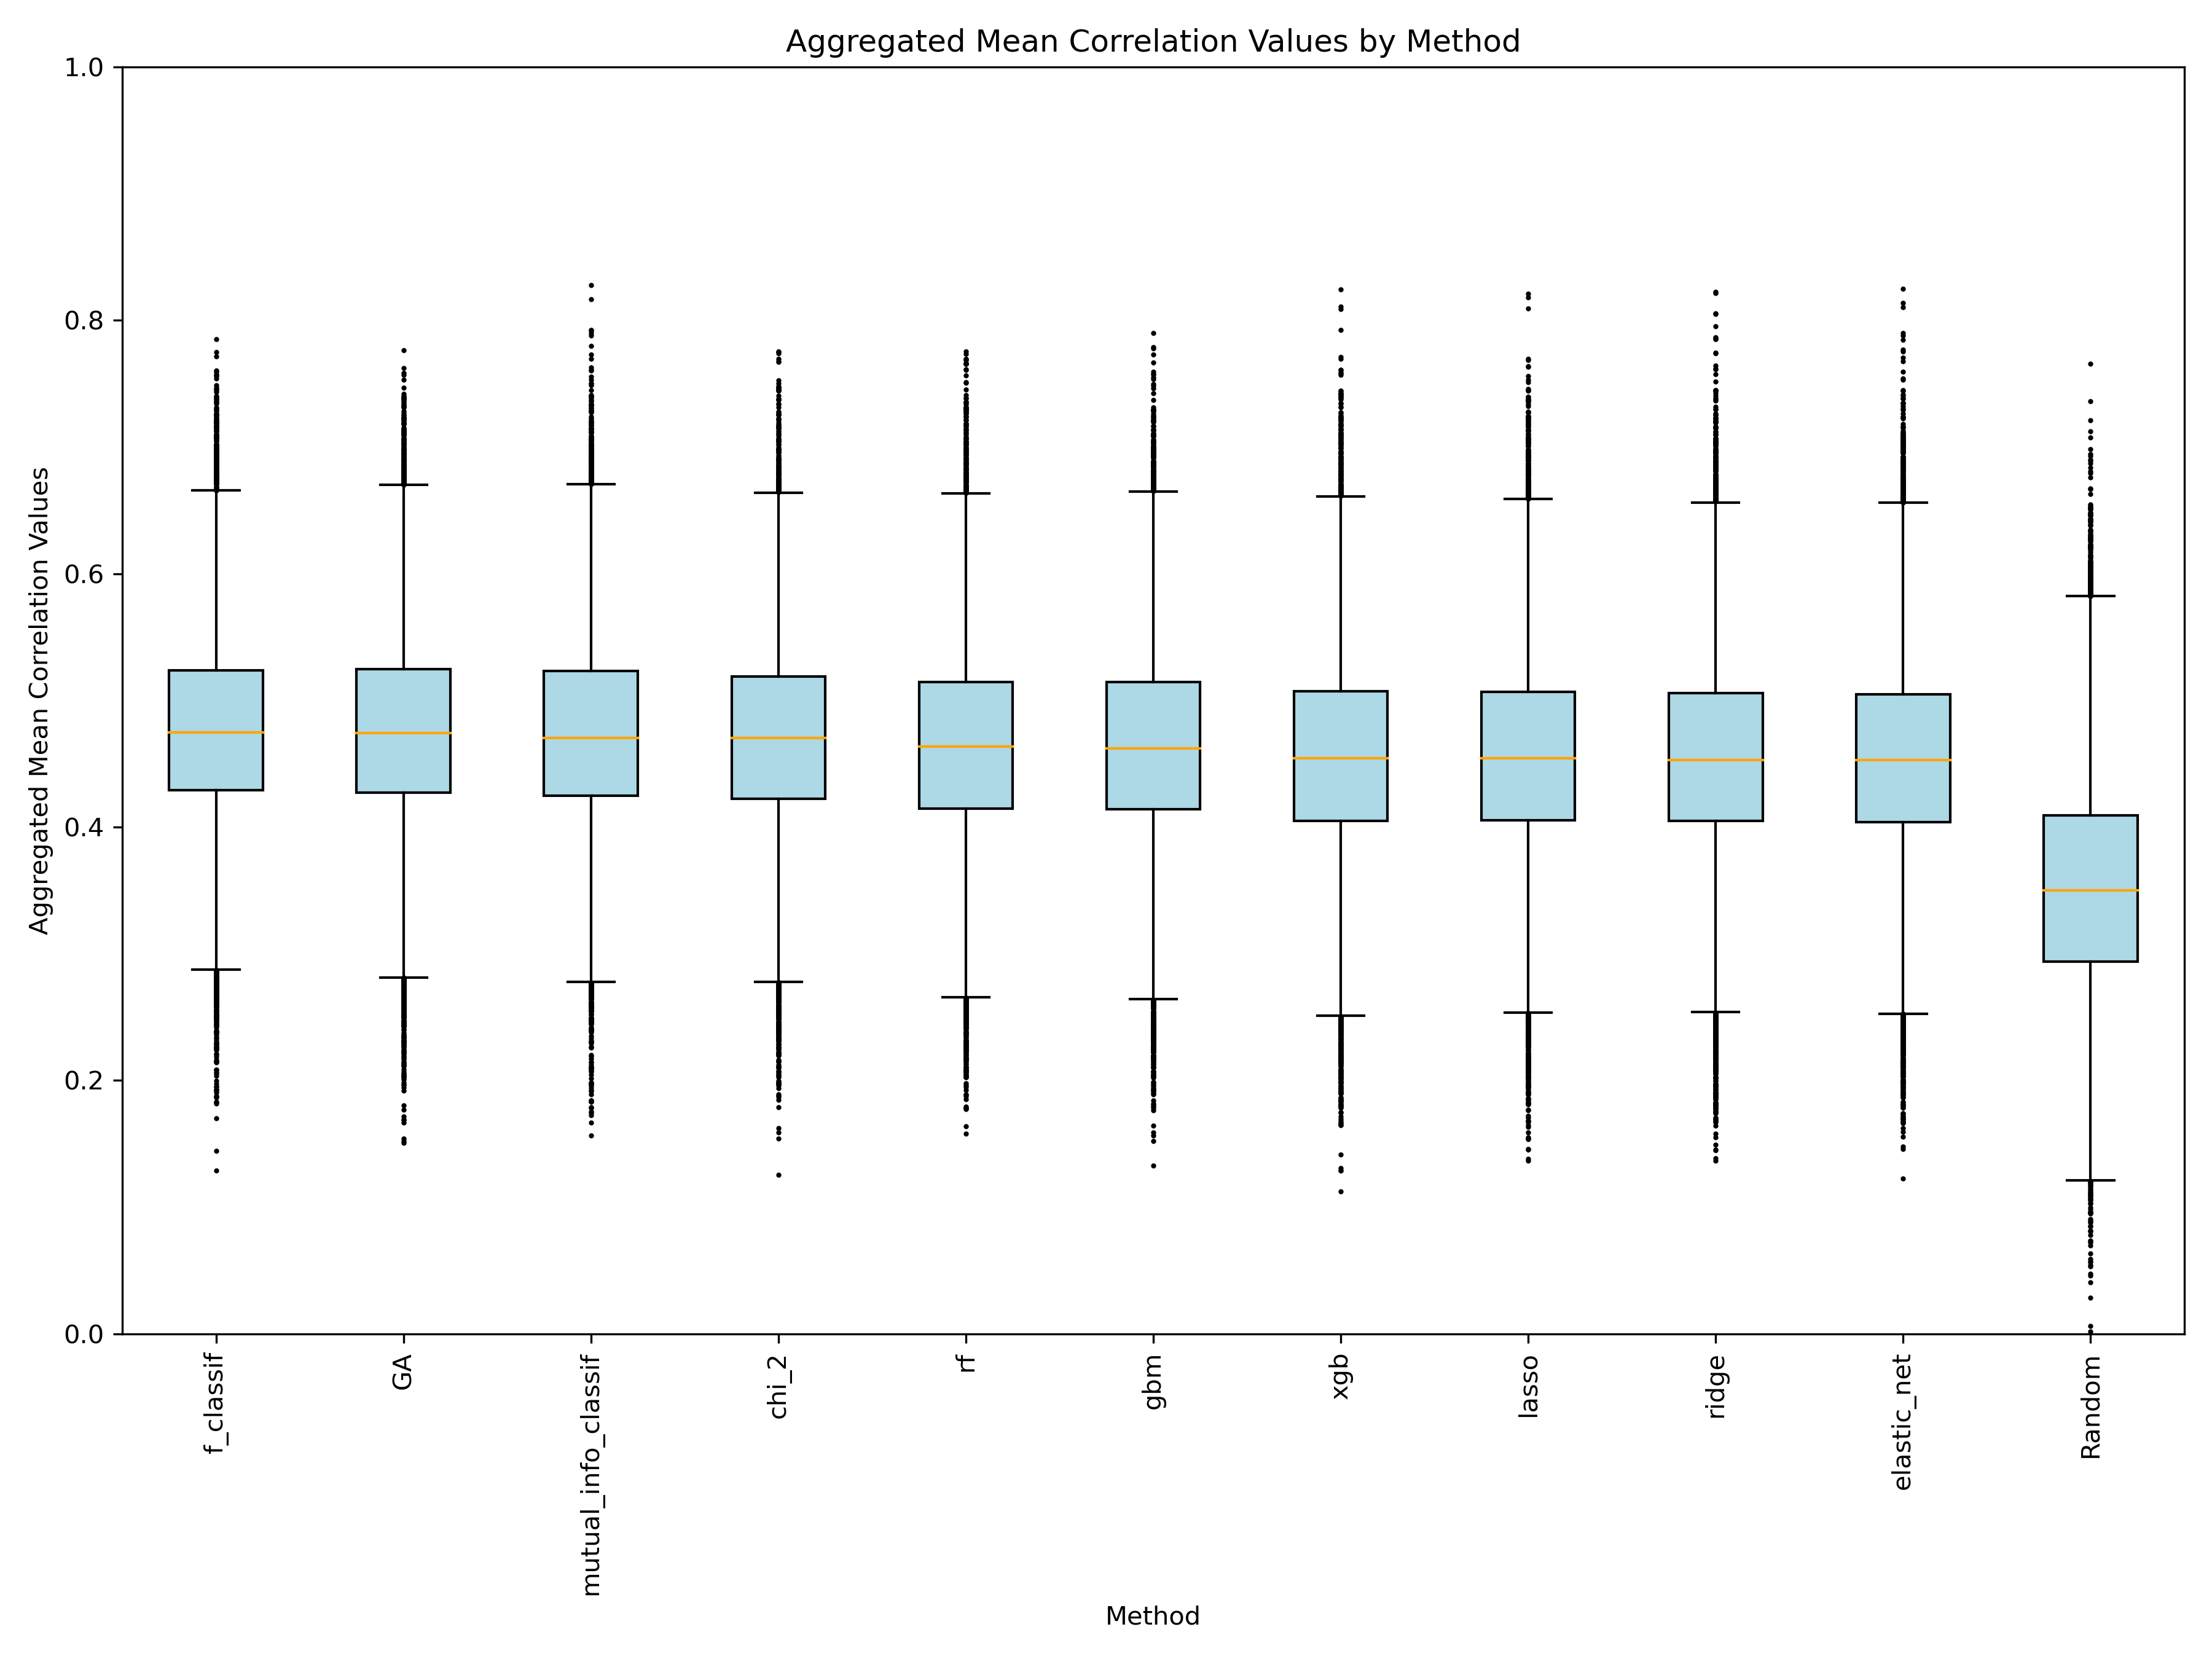 Aggregated Mean Correlation Values by Method
Aggregated Mean Correlation Values
1.0
0.8
0.6
0.4
0.2
0.0
f_classif
GA
mutual_info_classif
chi_2
rf
gbm
xgb
lasso
ridge
elastic_net
Random
Method